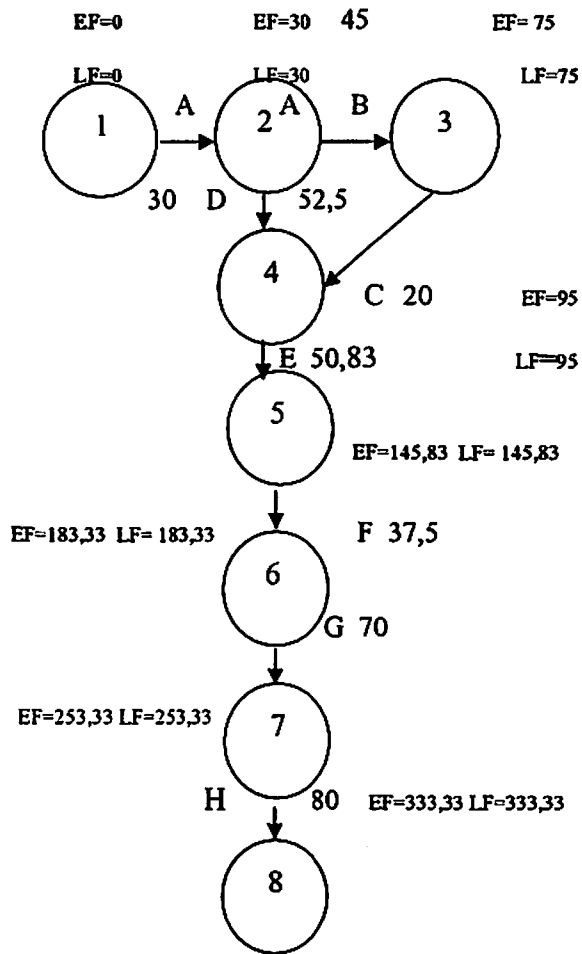 EF=0 EF=30 45 EF= 75
LF=0 LF=30 LF=75
A A B
1 2 3
30 D 52,5
4
C 20 EF=95
E 50,83 LF=95
5
EF=145,83 LF= 145,83
EF=183,33 LF= 183,33 F 37,5
6
G 70
EF=253,33 LF=253,33 7
H 80 EF=333,33 LF=333,33
8